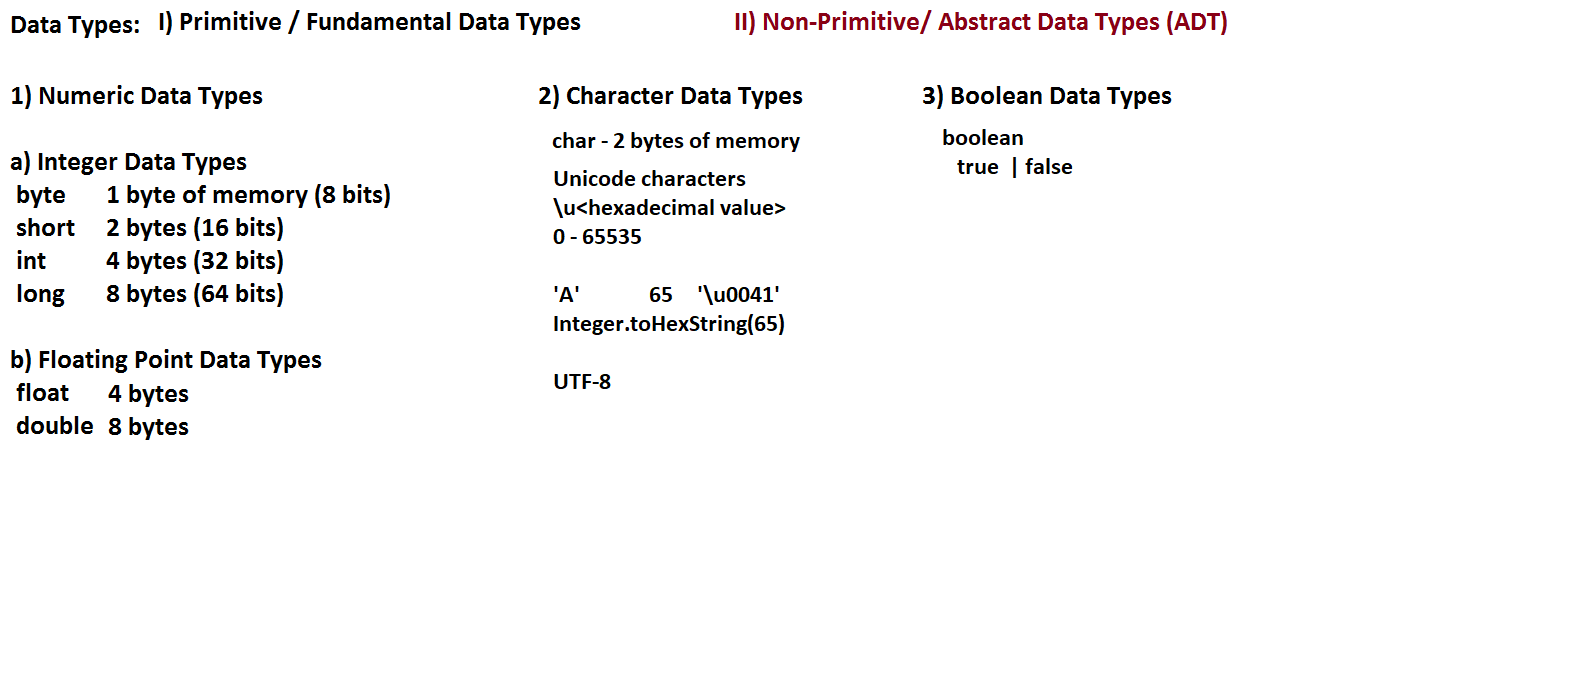 Data Types: I) Primitive / Fundamental Data Types II) Non-Primitive/ Abstract Data Types (ADT)
1) Numeric Data Types
a) Integer Data Types
byte 1 byte of memory (8 bits)
short 2 bytes (16 bits)
int 4 bytes (32 bits)
long 8 bytes (64 bits)
b) Floating Point Data Types
float 4 bytes
double 8 bytes
2) Character Data Types
char - 2 bytes of memory
Unicode characters
\u<hexadecimal value>
0 - 65535
'A' 65 '\u0041'
Integer.toHexString(65)
UTF-8
3) Boolean Data Types
boolean
true | false